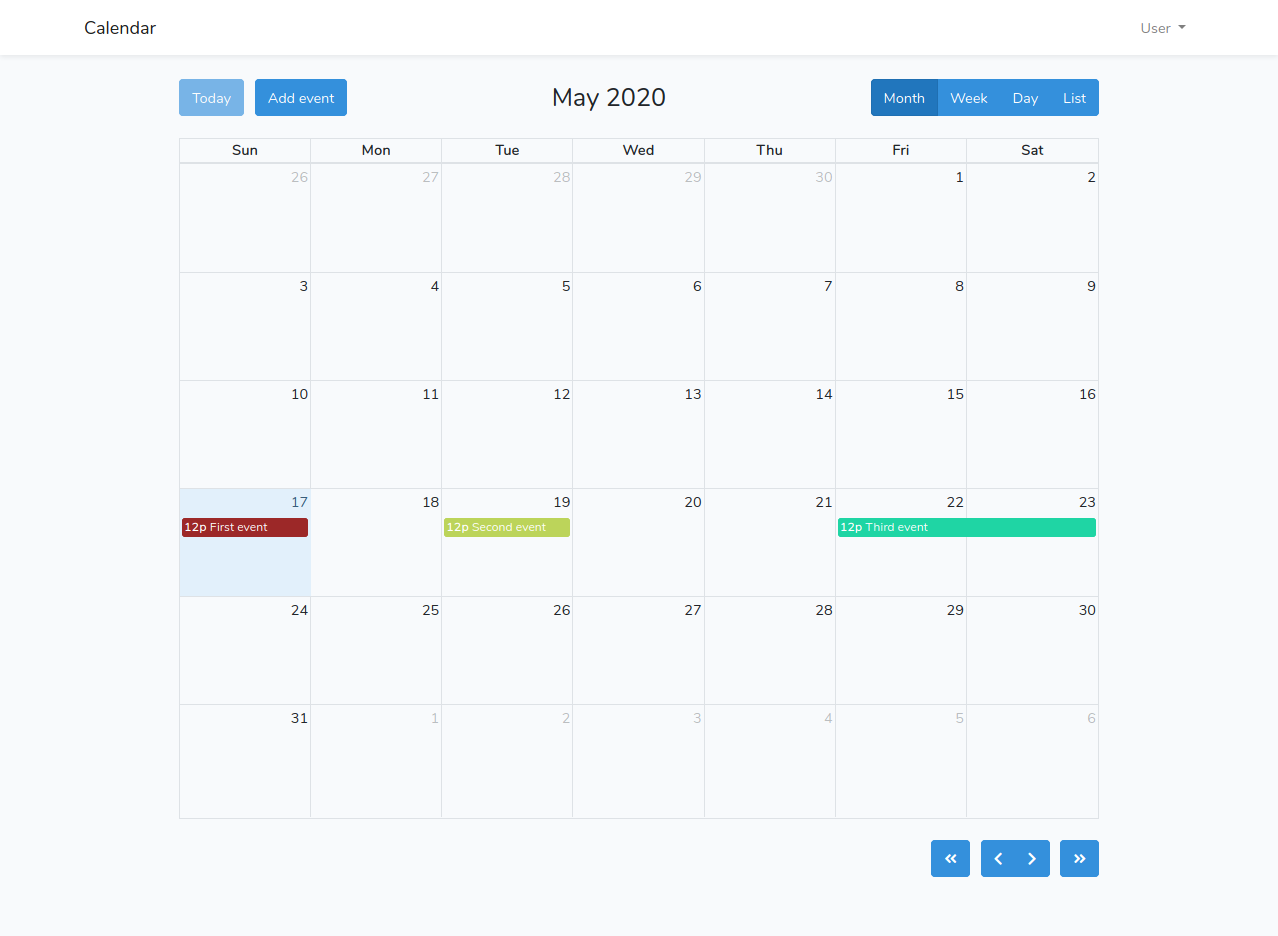 Calendar User
Today Add event May 2020 Month Week Day List
Sun Mon Tue Wed Thu Fri Sat
26 27 28 29 30 1 2
3 4 5 6 7 8 9
10 11 12 13 14 15 16
17 18 19 20 21 22 23
12p First event 12p Second event 12p Third event
24 25 26 27 28 29 30
31 1 2 3 4 5 6